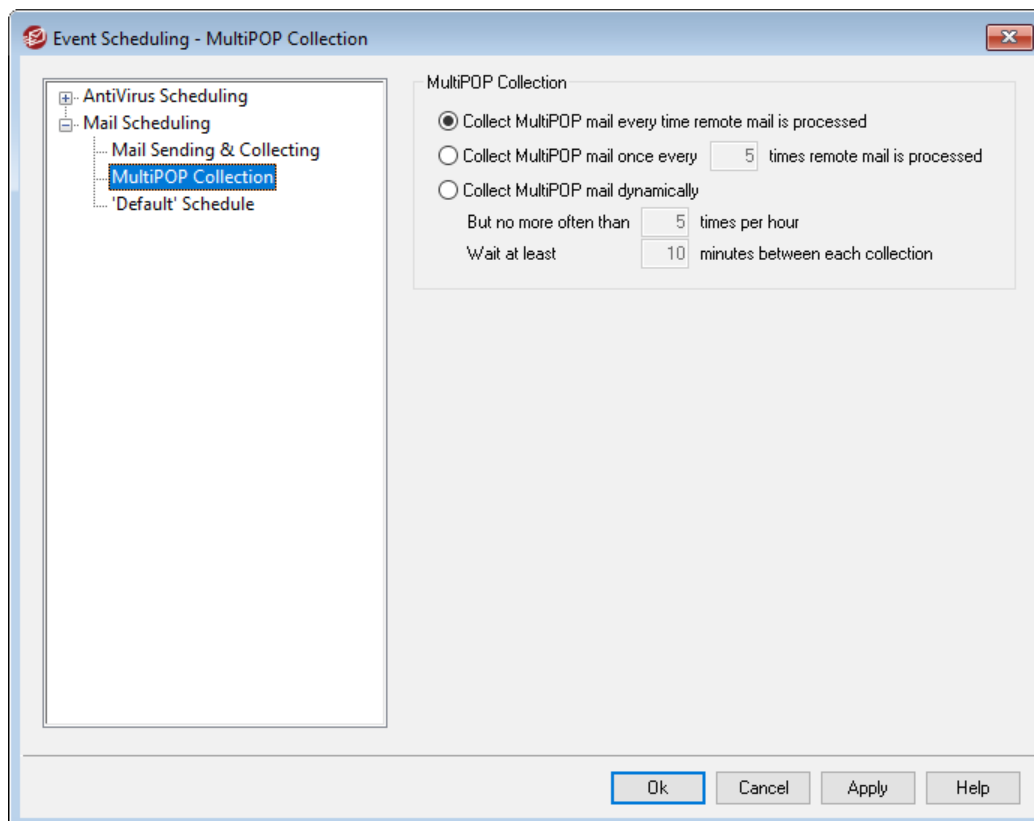 Event Scheduling - MultiPOP Collection
AntiVirus Scheduling
Mail Scheduling
Mail Sending & Collecting
MultiPOP Collection
'Default' Schedule
MultiPOP Collection
Collect MultiPOP mail every time remote mail is processed
Collect MultiPOP mail once every 5 times remote mail is processed
Collect MultiPOP mail dynamically
But no more often than 5 times per hour
Wait at least 10 minutes between each collection
Ok Cancel Apply Help